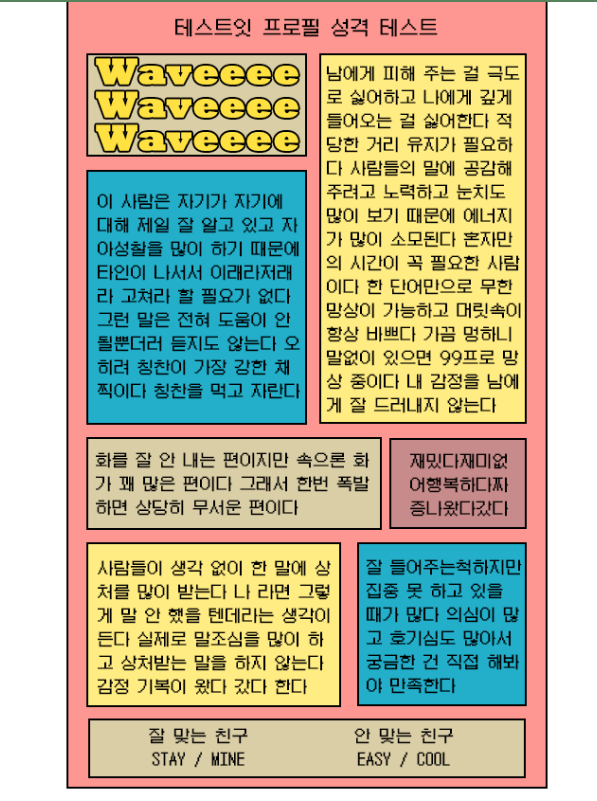 테스트잇 프로필 성격 테스트
Waveeee
Waveeee
Waveeee
이 사람은 자기가 자기에
대해 제일 잘 알고 있고 자
아성찰을 많이 하기 때문에
타인이 나서서 이래라저래
라 고쳐라 할 필요가 없다
그런 말은 전혀 도움이 안
될뿐더러 듣지도 않는다 오
히려 칭찬이 가장 강한 채
찍이다 칭찬을 먹고 자란다
남에게 피해 주는 걸 극도
로 싫어하고 나에게 깊게
들어오는 걸 싫어한다 적
당한 거리 유지가 필요하
다 사람들의 말에 공감해
주려고 노력하고 눈치도
많이 보기 때문에 에너지
가 많이 소모된다 혼자만
의 시간이 꼭 필요한 사람
이다 한 단어만으로 무한
망상이 가능하고 머릿속이
항상 바쁘다 가끔 멍하니
말없이 있으면 99프로 망
상 중이다 내 감정을 남에
게 잘 드러내지 않는다
화를 잘 안 내는 편이지만 속으론 화
가 꽤 많은 편이다 그래서 한번 폭발
하면 상당히 무서운 편이다
재밌다재미없
어행복하다짜
증나왔다갔다
사람들이 생각 없이 한 말에 상
처를 많이 받는다 나 라면 그렇
게 말 안 했을 텐데라는 생각이
든다 실제로 말조심을 많이 하
고 상처받는 말을 하지 않는다
감정 기복이 왔다 갔다 한다
잘 들어주는척하지만
집중 못 하고 있을
때가 많다 의심이 많
고 호기심도 많아서
궁금한 건 직접 해봐
야 만족한다
잘 맞는 친구
STAY / MINE
안 맞는 친구
EASY / COOL